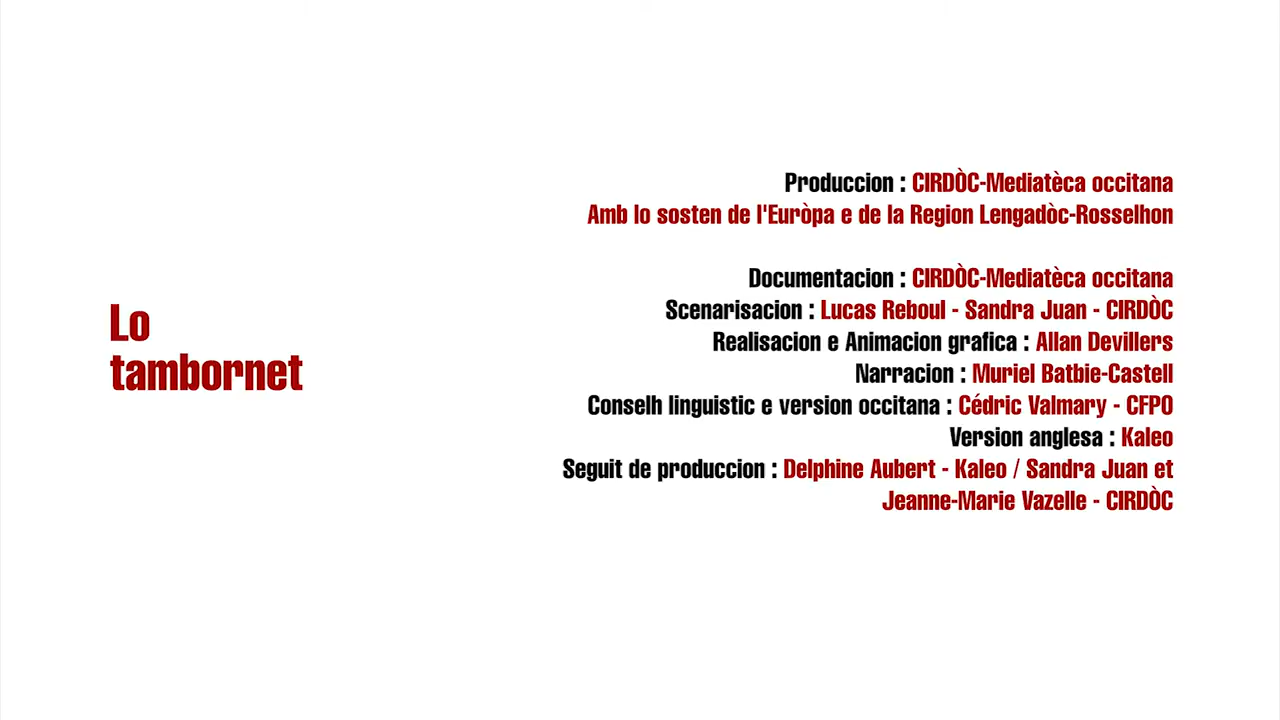 Lo
tambornet
Produccion : CIRDÒC-Mediatèca occitana
Amb lo sosten de l'Euròpa e de la Region Lengadòc-Rosselhon
Documentacion : CIRDÒC-Mediatèca occitana
Scenarisacion : Lucas Reboul - Sandra Juan - CIRDÒC
Realisacion e Animacion grafica : Allan Devillers
Narracion : Muriel Batbie-Castell
Conselh linguistic e version occitana : Cédric Valmary - CFPO
Version anglesa : Kaleo
Seguit de produccion : Delphine Aubert - Kaleo / Sandra Juan et
Jeanne-Marie Vazelle - CIRDÒC